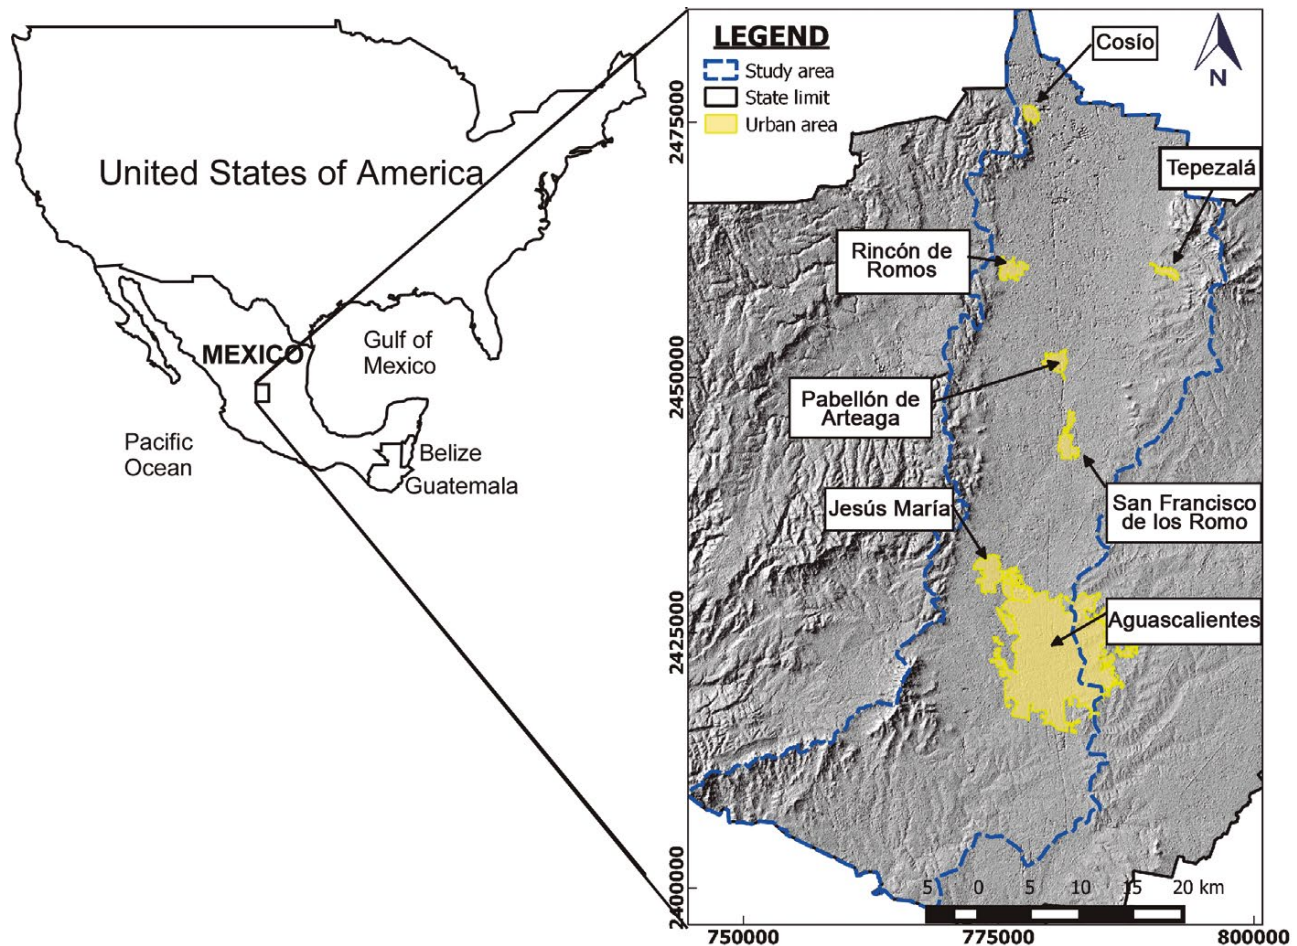 United States of America
MEXICO
Gulf of
Mexico
Pacific
Ocean
Belize
Guatemala
LEGEND
Study area
State limit
Urban area
N
Cosío
Tepezalá
Rincón de
Romos
Pabellón de
Arteaga
San Francisco
de los Romo
Jesús María
Aguascalientes
2475000
2450000
2425000
2400000
5 0 5 10 15 20 km
750000 775000 800000